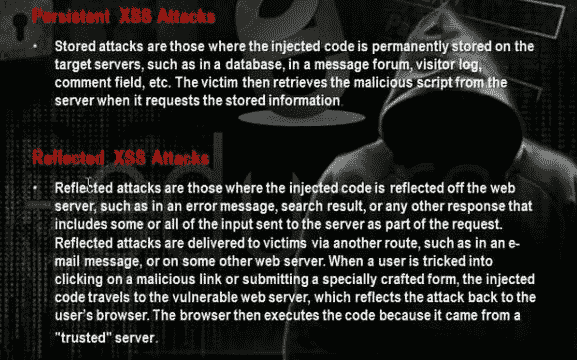 Persistent XSS Attacks
• Stored attacks are those where the injected code is permanently stored on the
target servers, such as in a database, in a message forum, visitor log,
comment field, etc. The victim then retrieves the malicious script from the
server when it requests the stored information
Reflected XSS Attacks
• Reflected attacks are those where the injected code is reflected off the web
server, such as in an error message, search result, or any other response that
includes some or all of the input sent to the server as part of the request.
Reflected attacks are delivered to victims via another route, such as in an e-
mail message, or on some other web server. When a user is tricked into
clicking on a malicious link or submitting a specially crafted form, the injected
code travels to the vulnerable web server, which reflects the attack back to the
user's browser. The browser then executes the code because it came from a
"trusted" server.